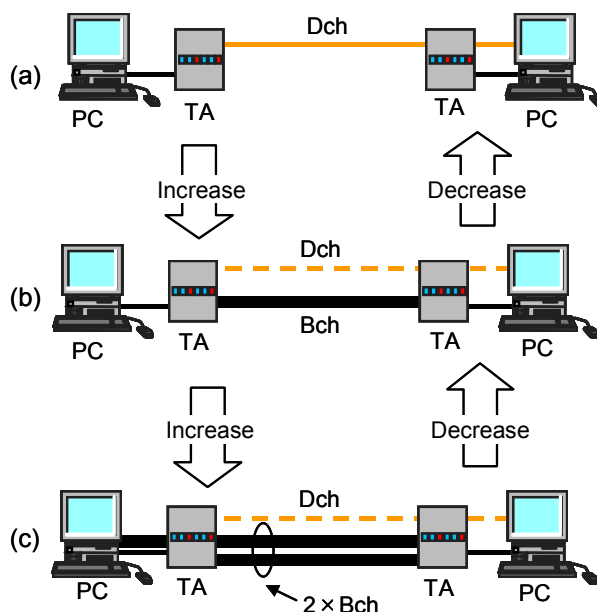 Dch
(a)
PC
TA
TA
PC
Increase
Decrease
Dch
(b)
Bch
PC
TA
TA
PC
Increase
Decrease
Dch
(c)
PC
TA
TA
PC
2 × Bch